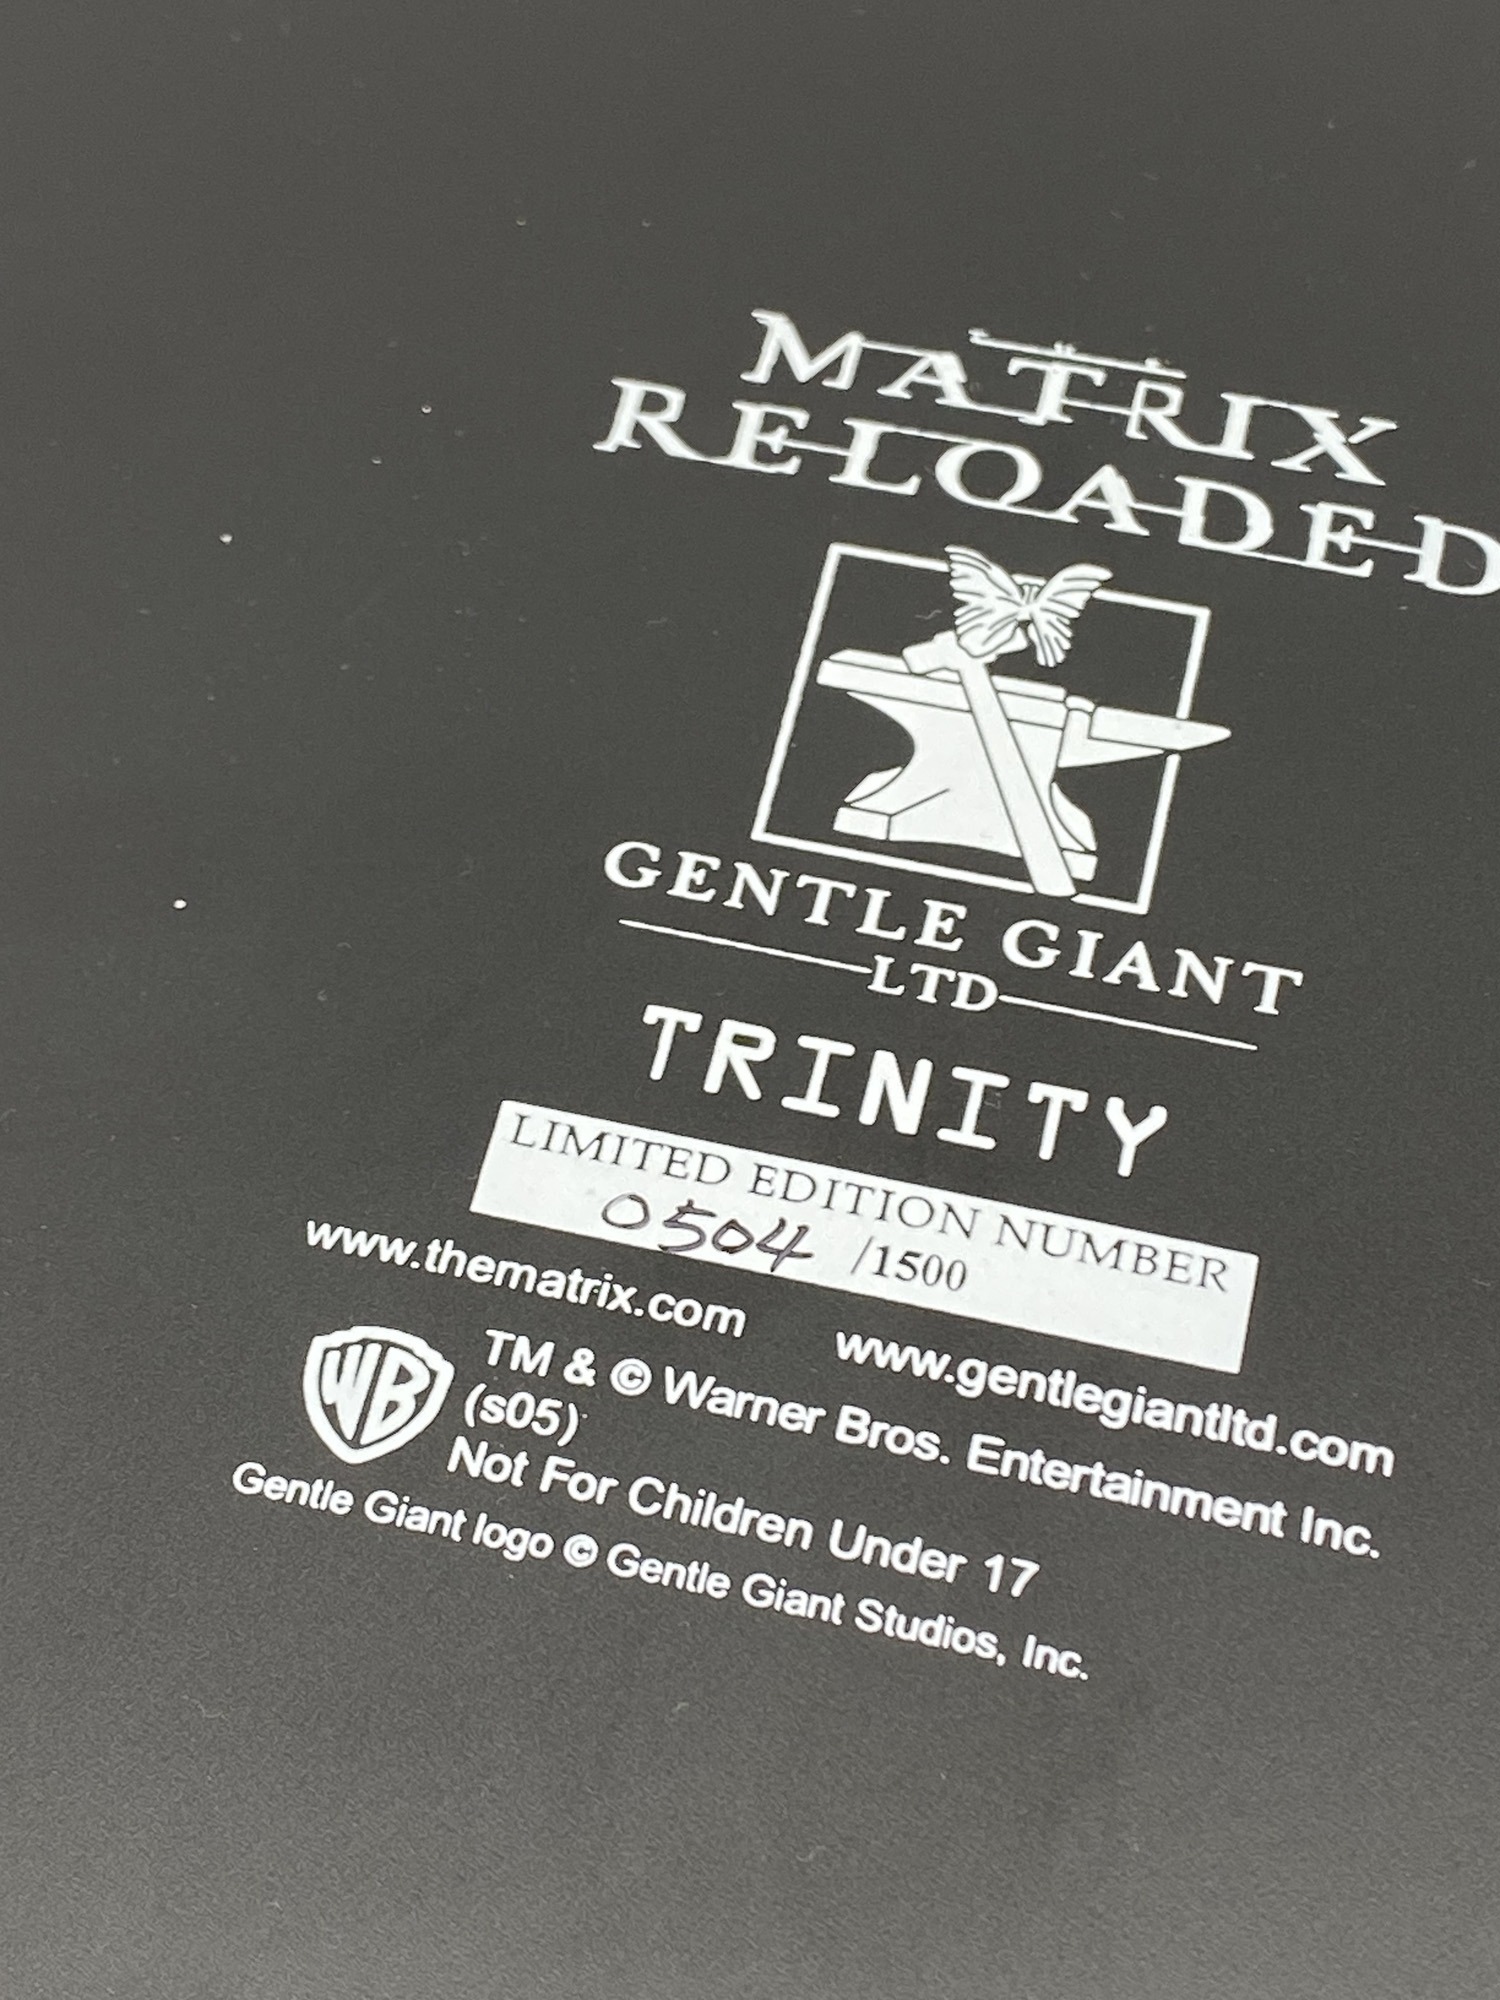 THE
MATRIX
RELOADED
GENTLE GIANT
LTD
TRINITY
LIMITED EDITION NUMBER
0504 /1500
www.thematrix.com www.gentlegiantltd.com
WB TM & © Warner Bros. Entertainment Inc.
(s05)
Not For Children Under 17
Gentle Giant logo © Gentle Giant Studios, Inc.